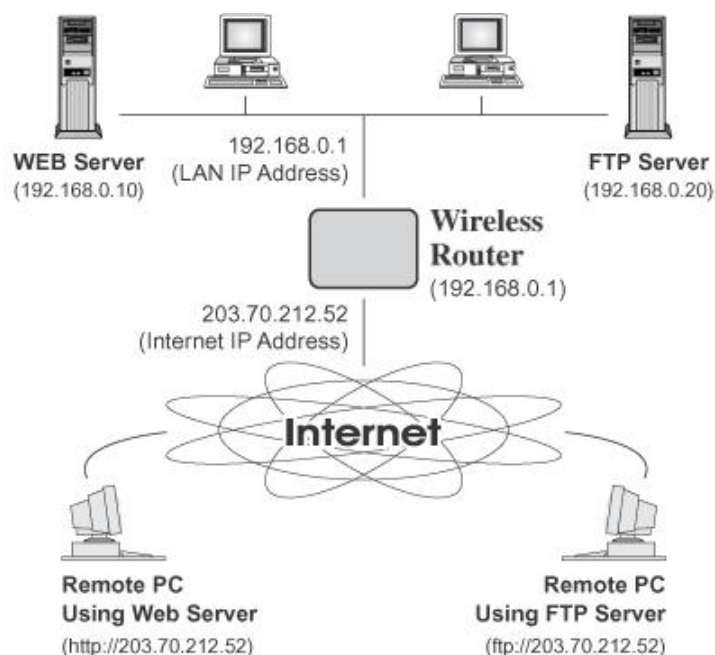 192.168.0.1
(LAN IP Address)
WEB Server
(192.168.0.10)
FTP Server
(192.168.0.20)
Wireless
Router
(192.168.0.1)
203.70.212.52
(Internet IP Address)
Internet
Remote PC
Using Web Server
(http://203.70.212.52)
Remote PC
Using FTP Server
(ftp://203.70.212.52)